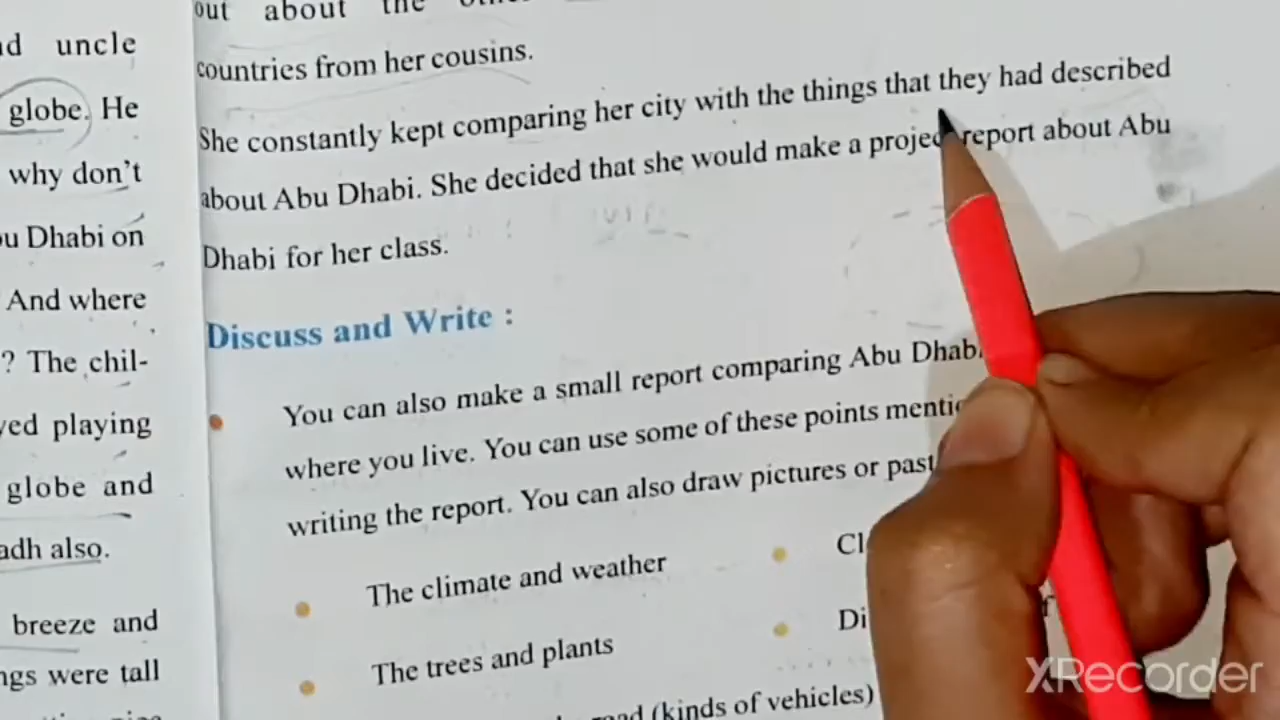 d uncle
globe. He
why don't
u Dhabi on
And where
? The chil-
yed playing
globe and
adh also.
breeze and
ngs were tall
out about the
countries from her cousins.
She constantly kept comparing her city with the things that they had described
about Abu Dhabi. She decided that she would make a projec report about Abu
Dhabi for her class.
Discuss and Write :
You can also make a small report comparing Abu Dhab
where you live. You can use some of these points mentio
writing the report. You can also draw pictures or past
The climate and weather
Cl
The trees and plants
Di
road (kinds of vehicles)
XRecorder